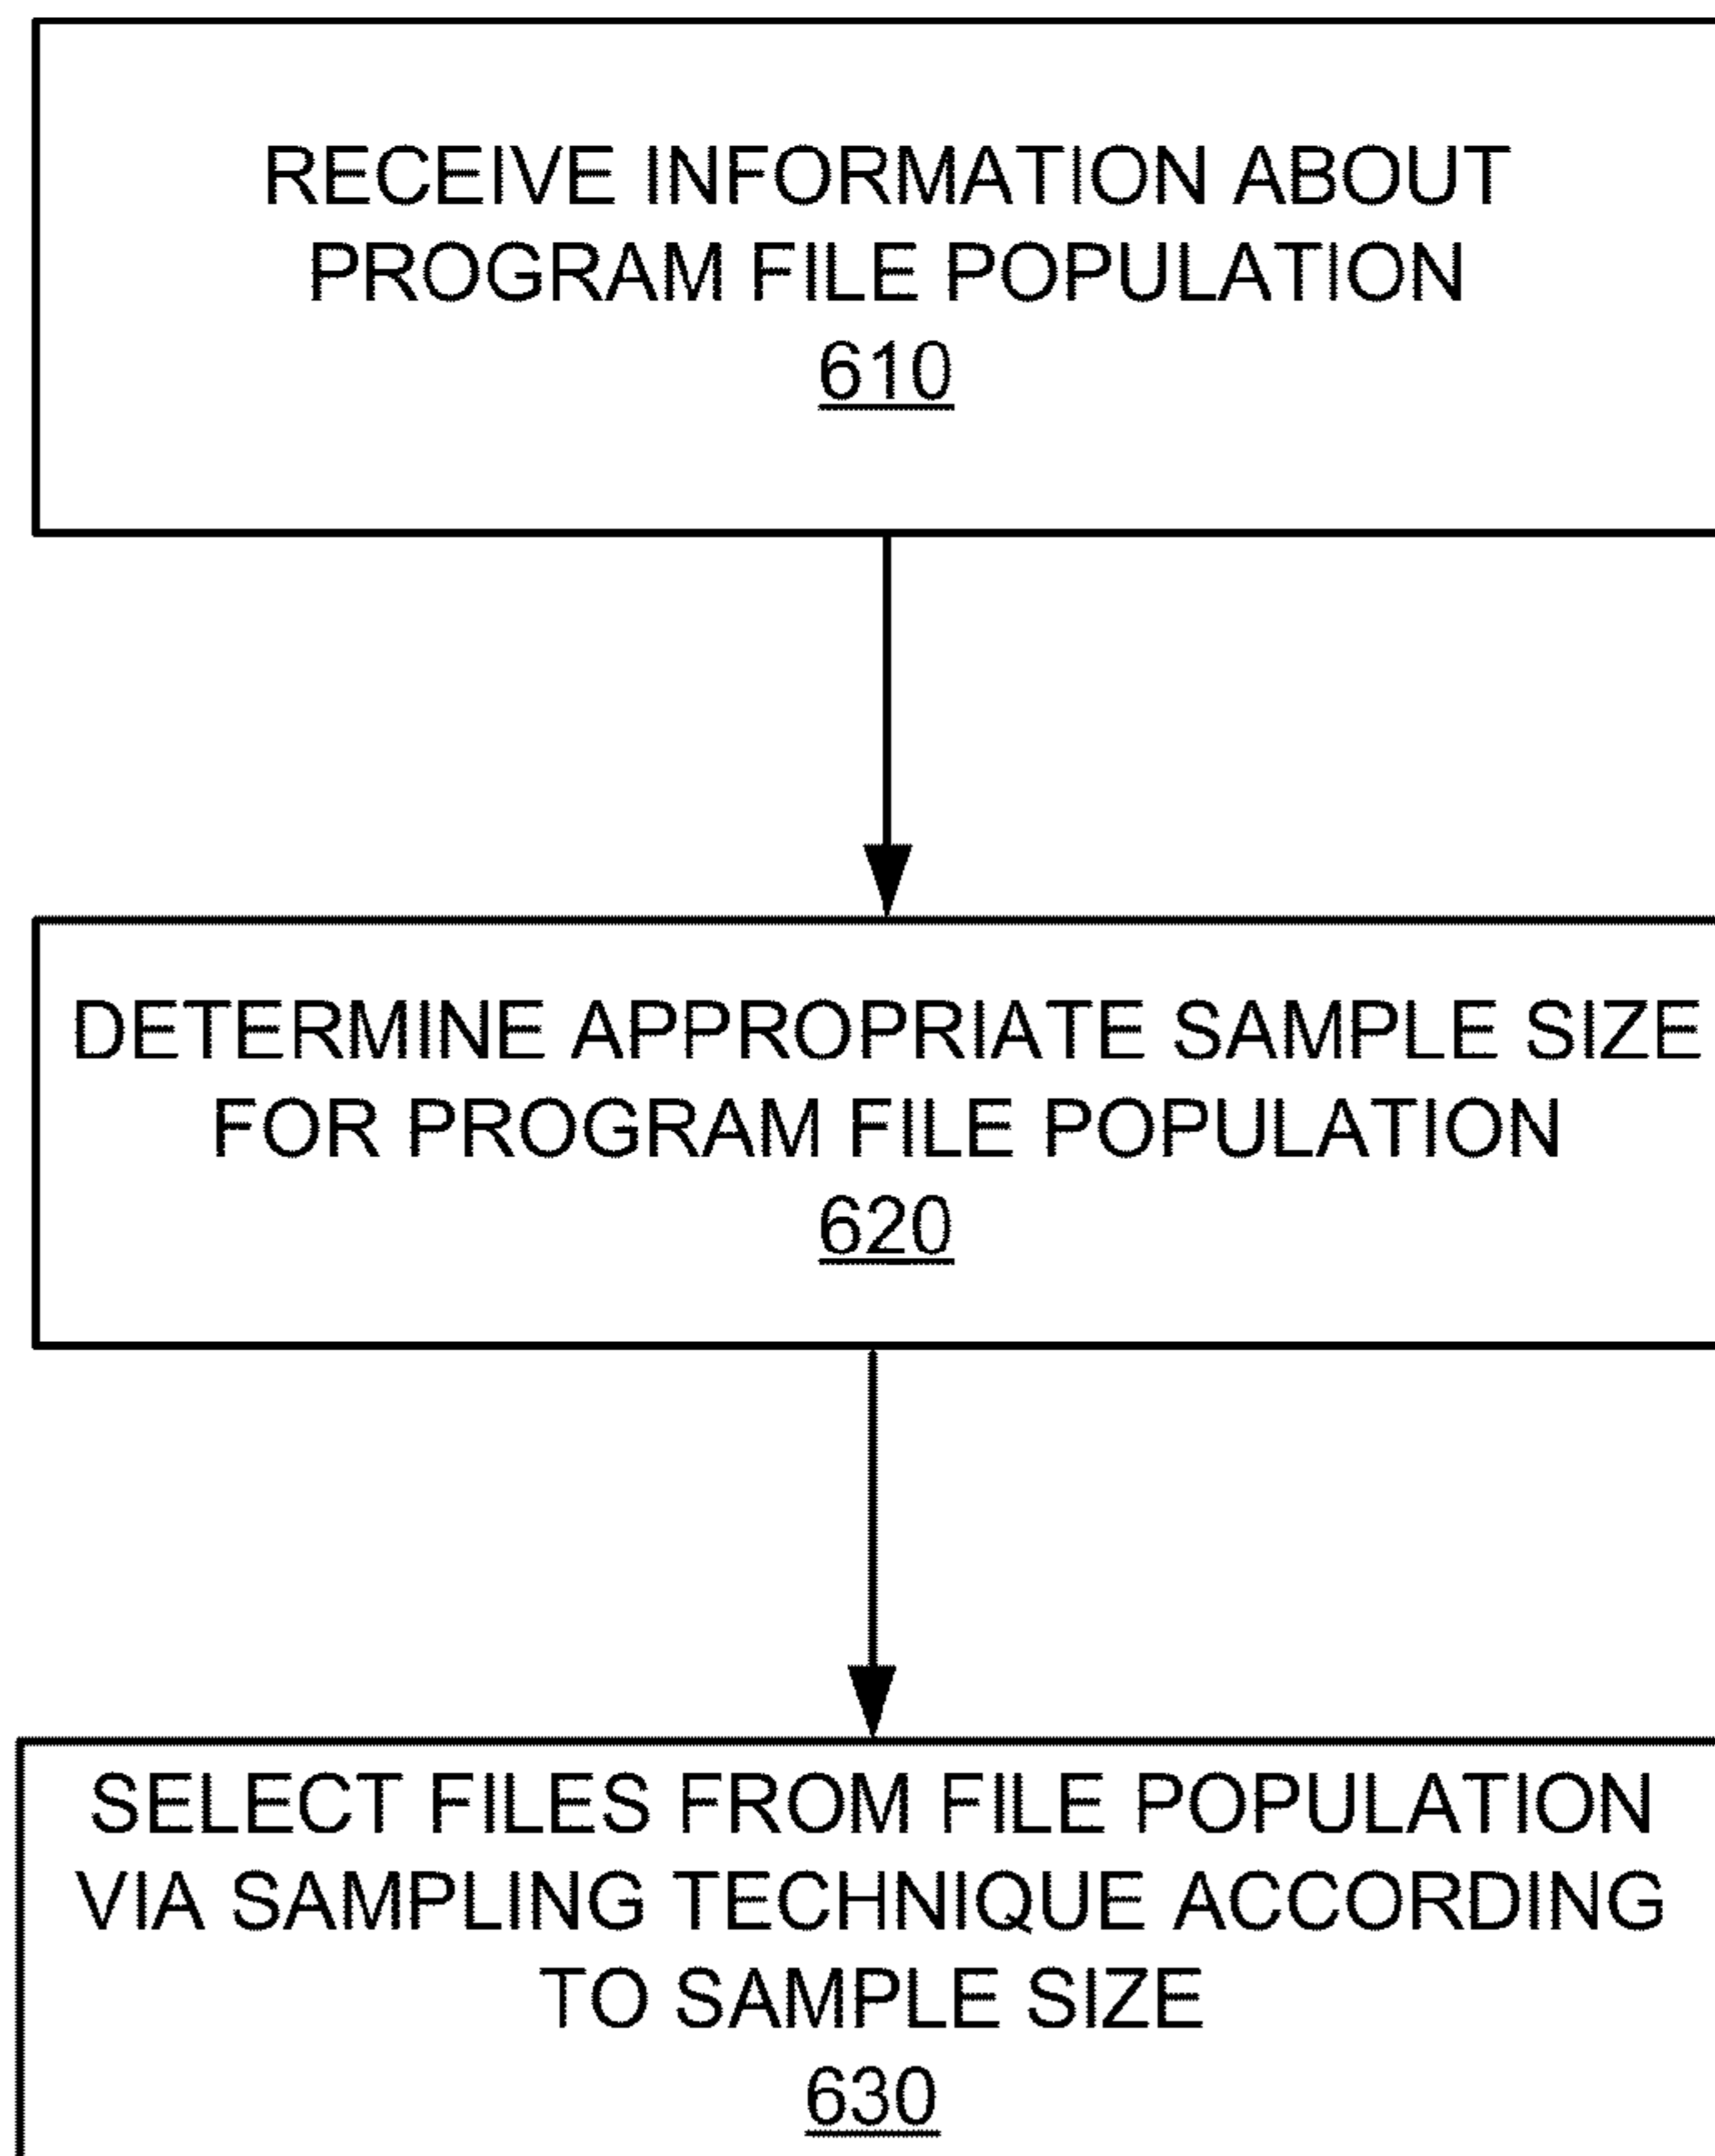 RECEIVE INFORMATION ABOUT
PROGRAM FILE POPULATION
610
DETERMINE APPROPRIATE SAMPLE SIZE
FOR PROGRAM FILE POPULATION
620
SELECT FILES FROM FILE POPULATION
VIA SAMPLING TECHNIQUE ACCORDING
TO SAMPLE SIZE
630